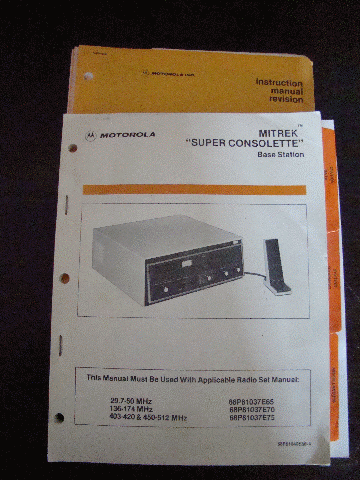 MOTOROLA
instruction
manual
revision
MOTOROLA
MITREK™
"SUPER CONSOLETTE"
Base Station
This Manual Must Be Used With Applicable Radio Set Manual:
29.7-50 MHz 68P81037E65
136-174 MHz 68P81037E70
403-420 & 450-512 MHz 68P81037E75